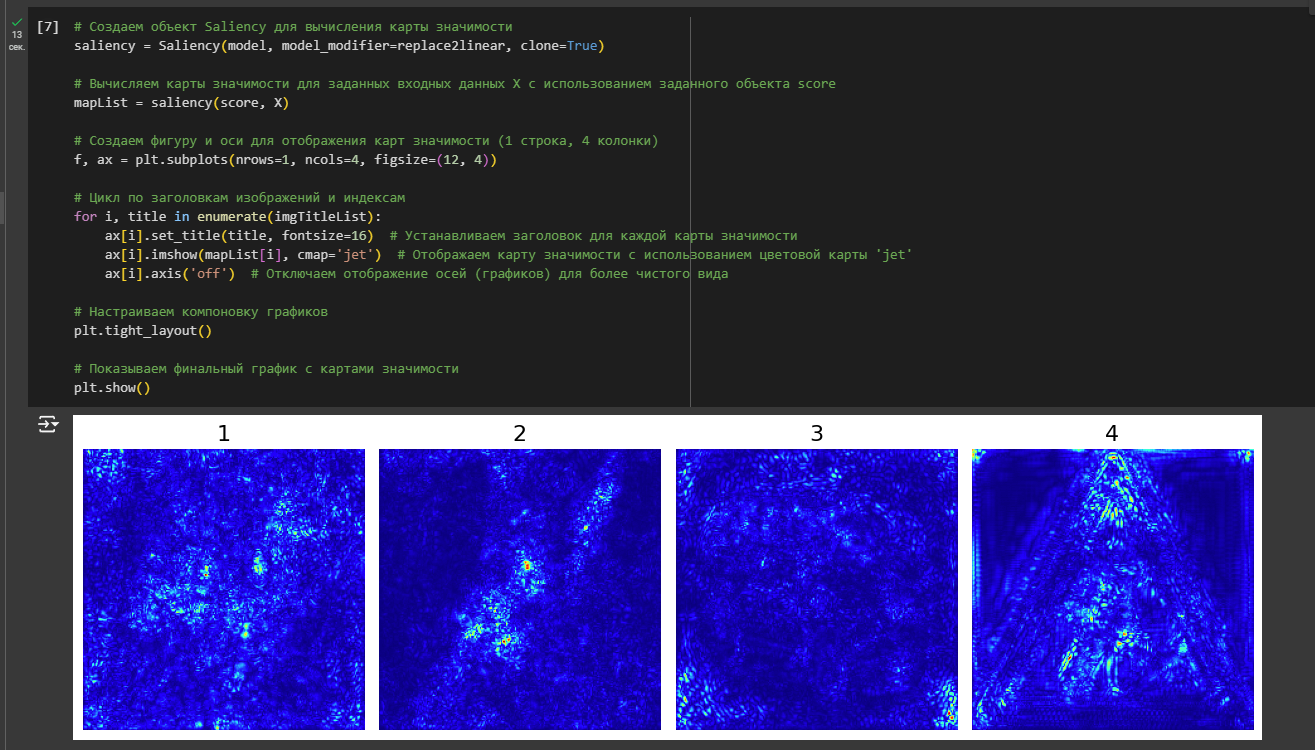 13
сек.
[7]
# Создаем объект Saliency для вычисления карты значимости
saliency = Saliency(model, model_modifier=replace2linear, clone=True)
# Вычисляем карты значимости для заданных входных данных X с использованием заданного объекта score
mapList = saliency(score, X)
# Создаем фигуру и оси для отображения карт значимости (1 строка, 4 колонки)
f, ax = plt.subplots(nrows=1, ncols=4, figsize=(12, 4))
# Цикл по заголовкам изображений и индексам
for i, title in enumerate(imgTitleList):
    ax[i].set_title(title, fontsize=16)  # Устанавливаем заголовок для каждой карты значимости
    ax[i].imshow(mapList[i], cmap='jet')  # Отображаем карту значимости с использованием цветовой карты 'jet'
    ax[i].axis('off')  # Отключаем отображение осей (графиков) для более чистого вида
# Настраиваем компоновку графиков
plt.tight_layout()
# Показываем финальный график с картами значимости
plt.show()
1 2 3 4